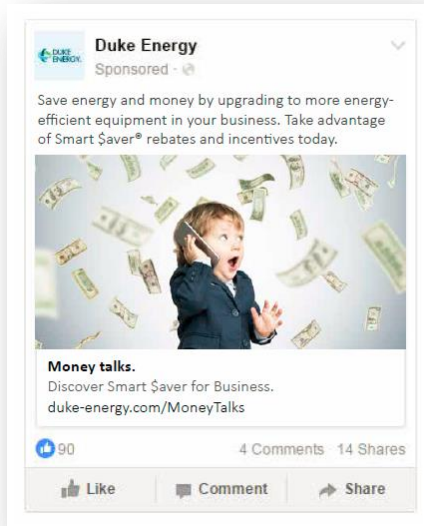 DUKE
ENERGY.
Duke Energy
Sponsored ·
Save energy and money by upgrading to more energy-
efficient equipment in your business. Take advantage
of Smart $aver® rebates and incentives today.
Money talks.
Discover Smart $aver for Business.
duke-energy.com/MoneyTalks
90
4 Comments 14 Shares
Like Comment Share